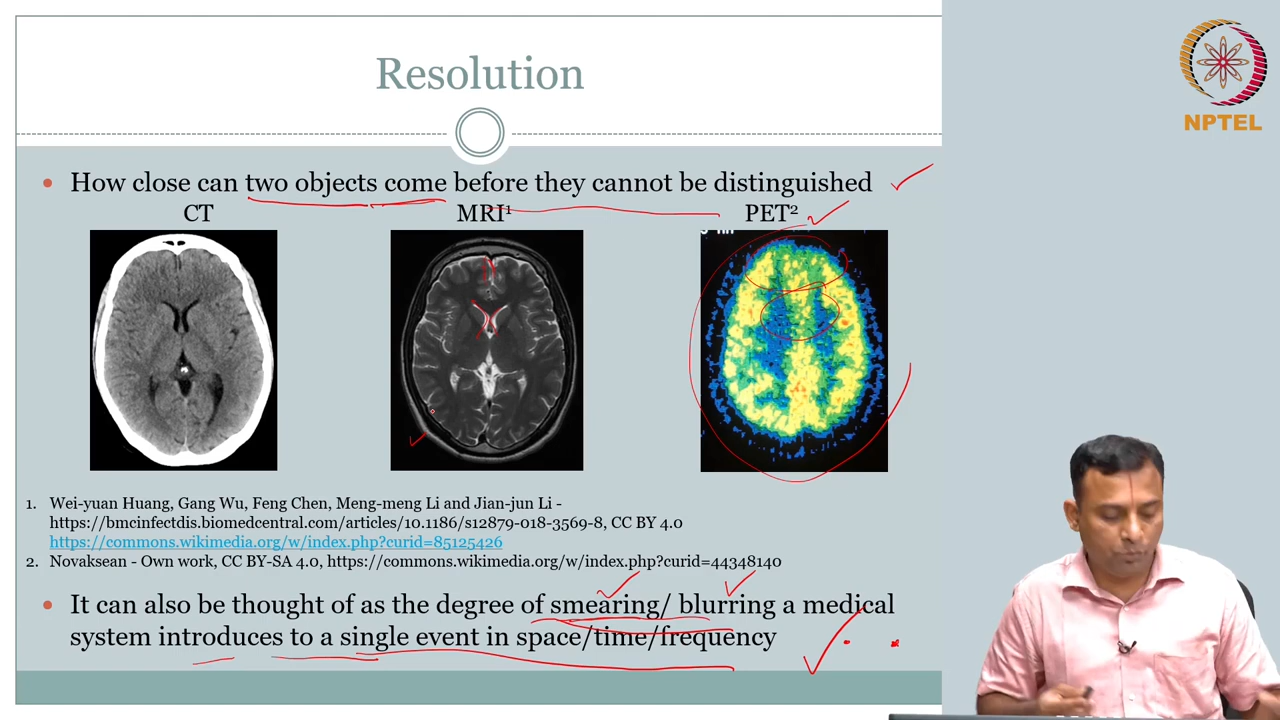 Resolution
NPTEL
• How close can two objects come before they cannot be distinguished
CT
MRI¹
PET²
1. Wei-yuan Huang, Gang Wu, Feng Chen, Meng-meng Li and Jian-jun Li -
https://bmcinfectdis.biomedcentral.com/articles/10.1186/s12879-018-3569-8, CC BY 4.0
https://commons.wikimedia.org/w/index.php?curid=85125426
2. Novaksean - Own work, CC BY-SA 4.0, https://commons.wikimedia.org/w/index.php?curid=44348140
• It can also be thought of as the degree of smearing/ blurring a medical
system introduces to a single event in space/time/frequency